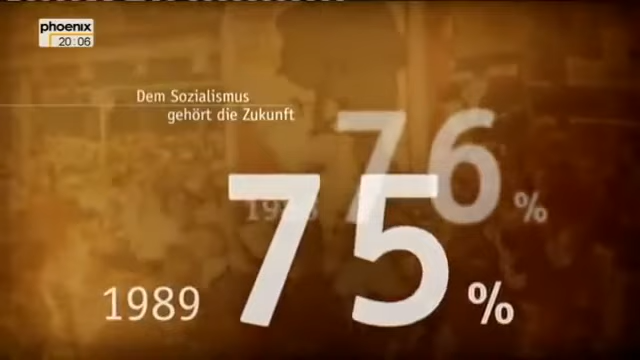 phoenix
20:06
Dem Sozialismus
gehört die Zukunft
76 %
75 %
1989